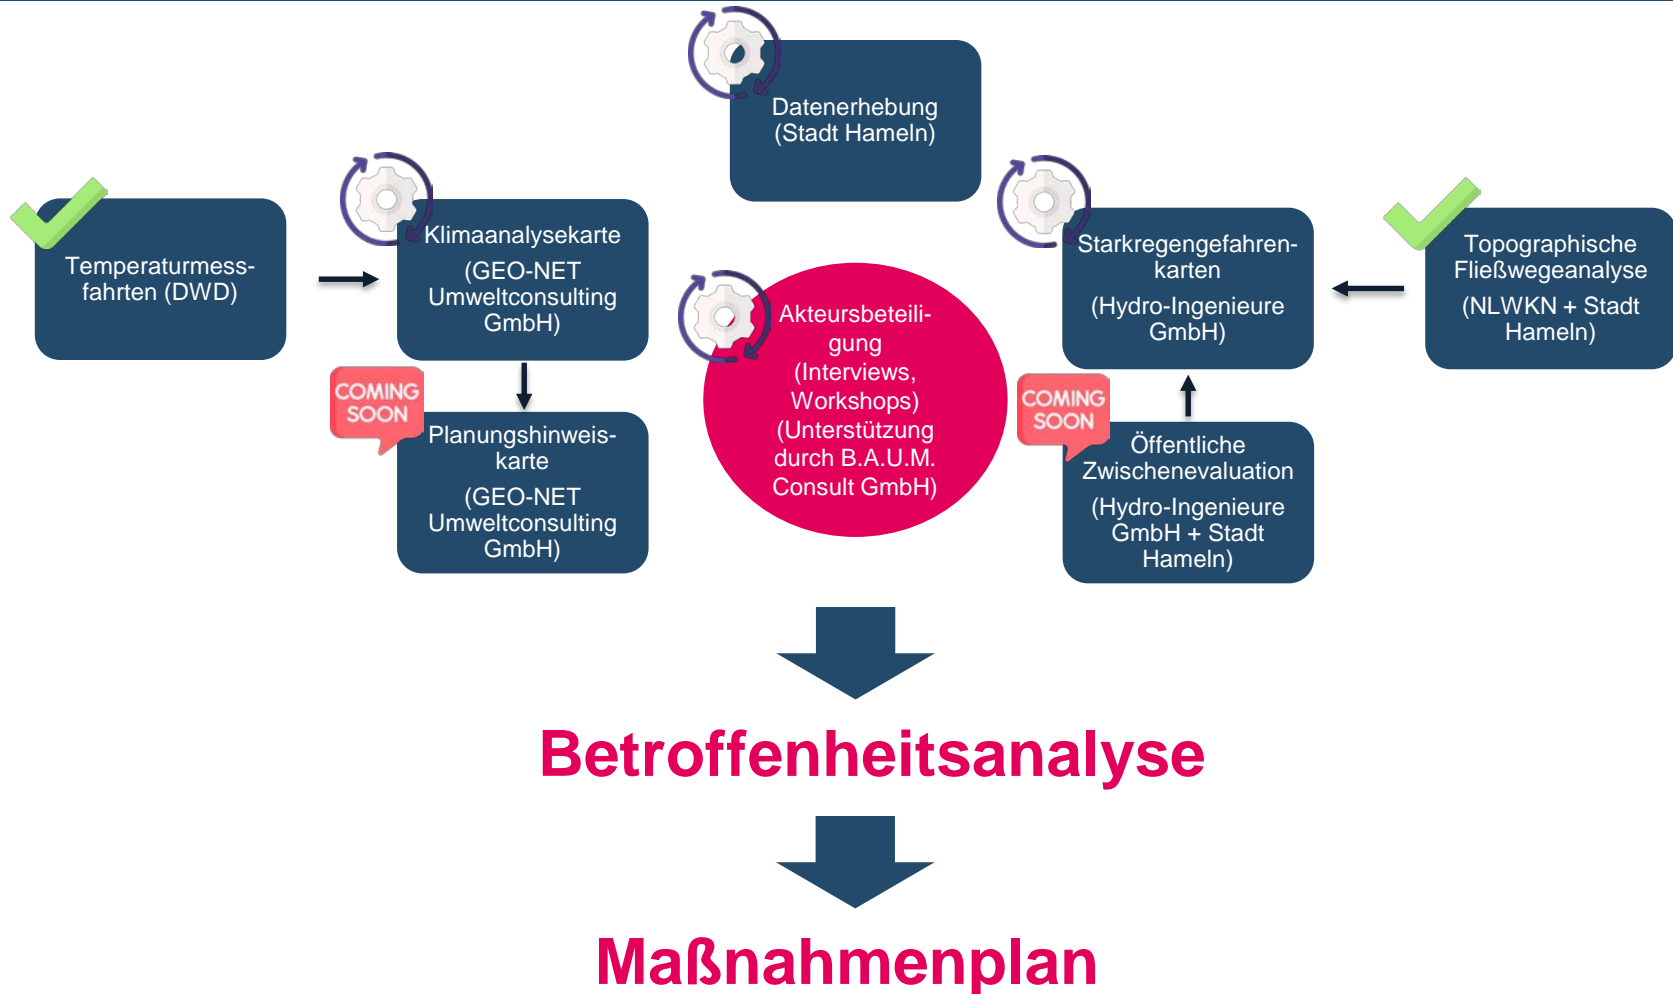 Datenerhebung
(Stadt Hameln)
Temperaturmess-
fahrten (DWD)
Klimaanalysekarte
(GEO-NET
Umweltconsulting
GmbH)
COMING
SOON
Planungshinweis-
karte
(GEO-NET
Umweltconsulting
GmbH)
Akteursbeteili-
gung
(Interviews,
Workshops)
(Unterstützung
durch B.A.U.M.
Consult GmbH)
Starkregengefahren-
karten
(Hydro-Ingenieure
GmbH)
COMING
SOON
Öffentliche
Zwischenevaluation
(Hydro-Ingenieure
GmbH + Stadt
Hameln)
Topographische
Fließwegeanalyse
(NLWKN + Stadt
Hameln)
Betroffenheitsanalyse
Maßnahmenplan